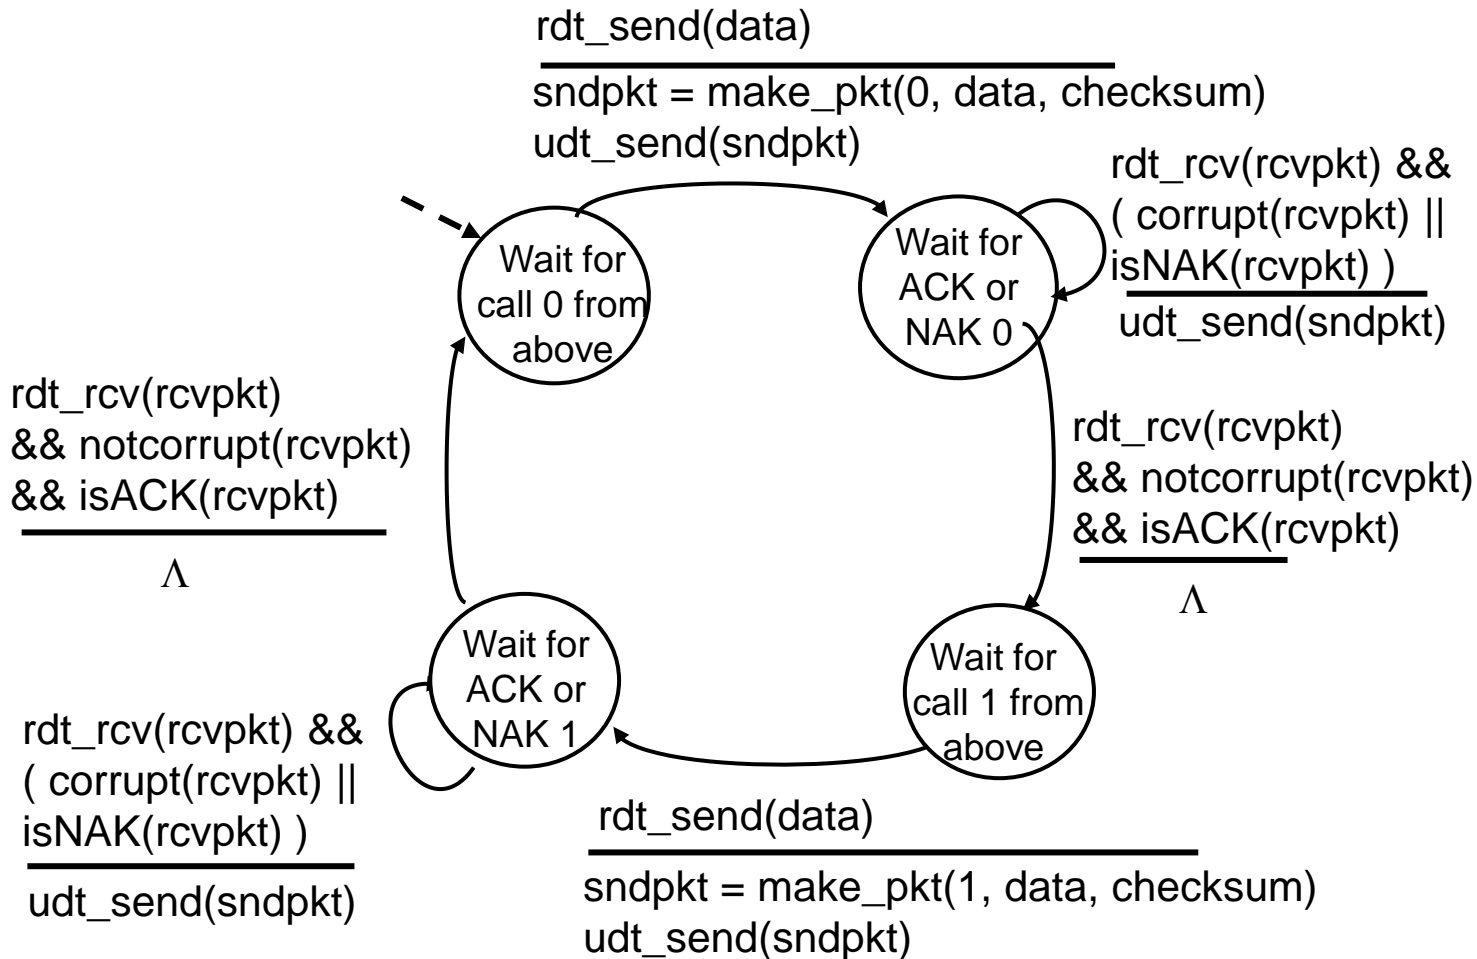 rdt_send(data)
sndpkt = make_pkt(0, data, checksum)
udt_send(sndpkt)
rdt_rcv(rcvpkt) &&
( corrupt(rcvpkt) ||
isNAK(rcvpkt) )
udt_send(sndpkt)
Wait for
call 0 from
above
Wait for
ACK or
NAK 0
rdt_rcv(rcvpkt)
&& notcorrupt(rcvpkt)
&& isACK(rcvpkt)
Λ
rdt_rcv(rcvpkt)
&& notcorrupt(rcvpkt)
&& isACK(rcvpkt)
Λ
Wait for
ACK or
NAK 1
Wait for
call 1 from
above
rdt_rcv(rcvpkt) &&
( corrupt(rcvpkt) ||
isNAK(rcvpkt) )
udt_send(sndpkt)
rdt_send(data)
sndpkt = make_pkt(1, data, checksum)
udt_send(sndpkt)